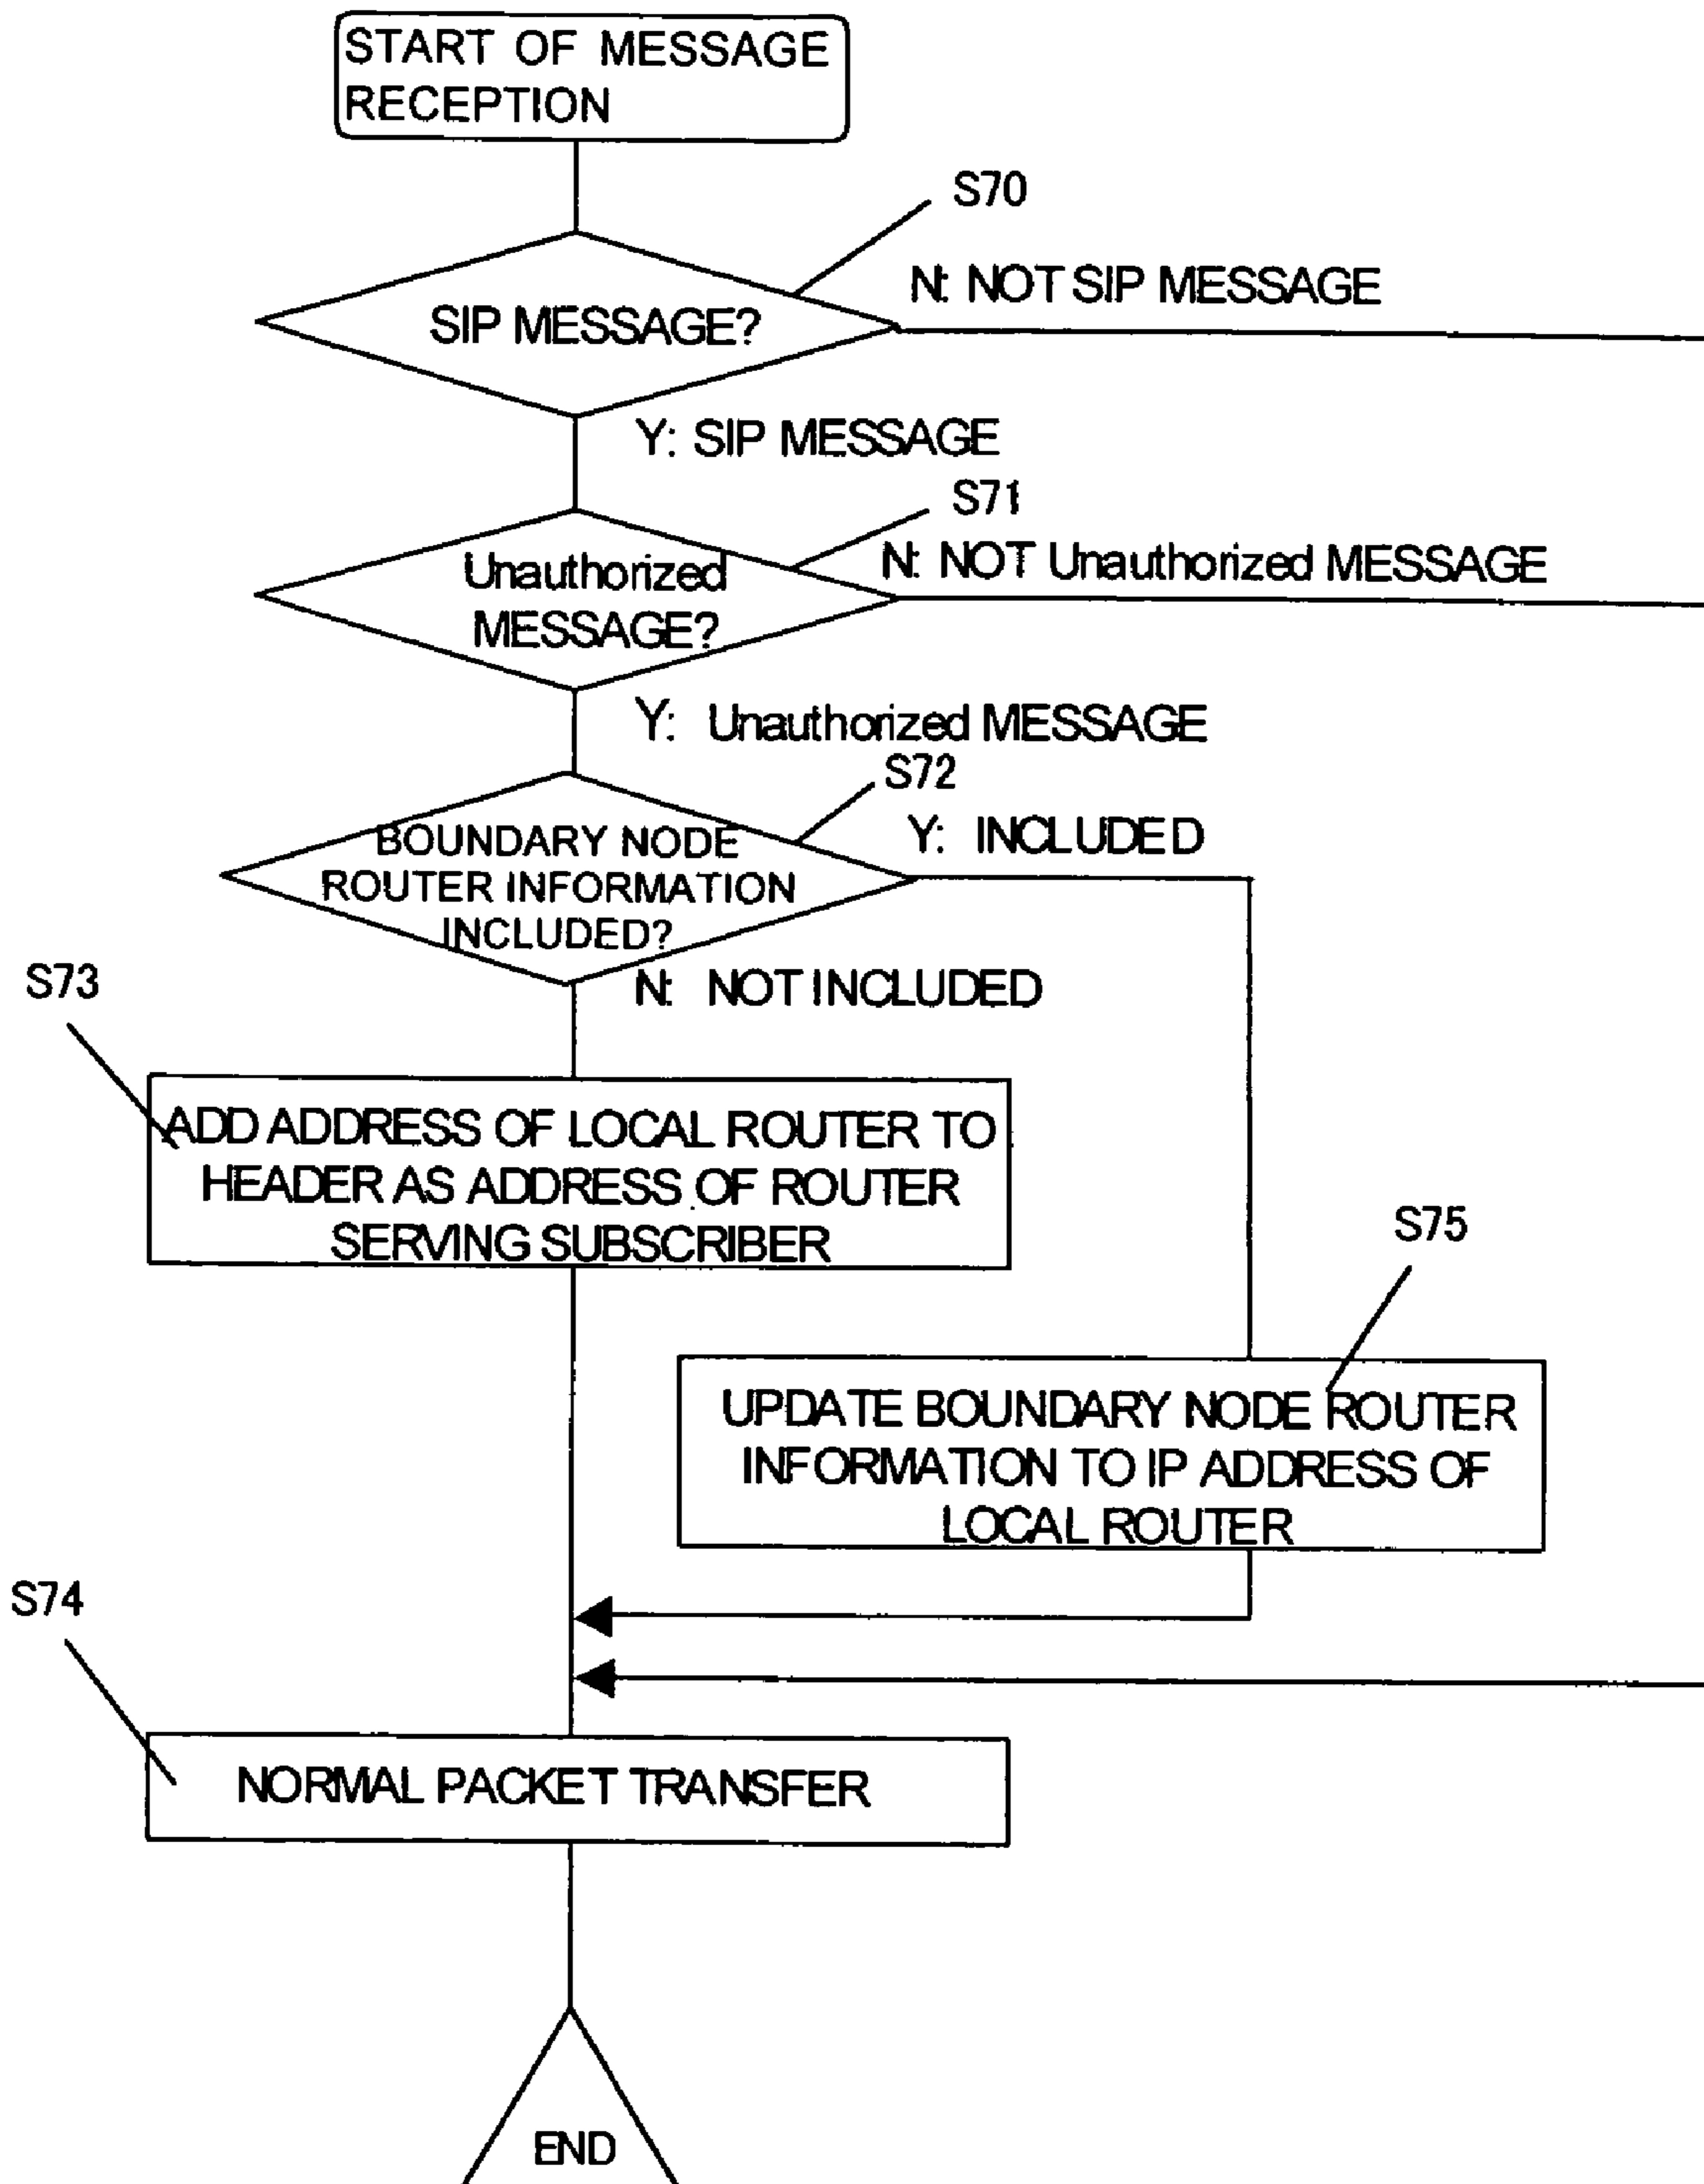 START OF MESSAGE
RECEPTION
S70
N: NOT SIP MESSAGE
SIP MESSAGE?
Y: SIP MESSAGE
S71
N: NOT Unauthorized MESSAGE
Unauthorized
MESSAGE?
Y: Unauthorized MESSAGE
S72
Y: INCLUDED
BOUNDARY NODE
ROUTER INFORMATION
INCLUDED?
N: NOT INCLUDED
S73
ADD ADDRESS OF LOCAL ROUTER TO
HEADER AS ADDRESS OF ROUTER
SERVING SUBSCRIBER
S75
UPDATE BOUNDARY NODE ROUTER
INFORMATION TO IP ADDRESS OF
LOCAL ROUTER
S74
NORMAL PACKET TRANSFER
END